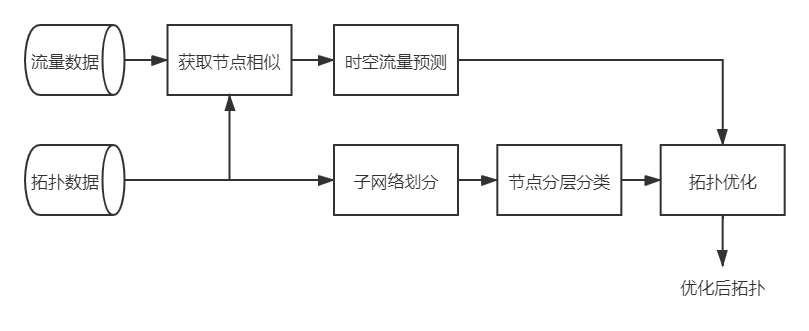 流量数据
获取节点相似
时空流量预测
拓扑数据
子网络划分
节点分层分类
拓扑优化
优化后拓扑